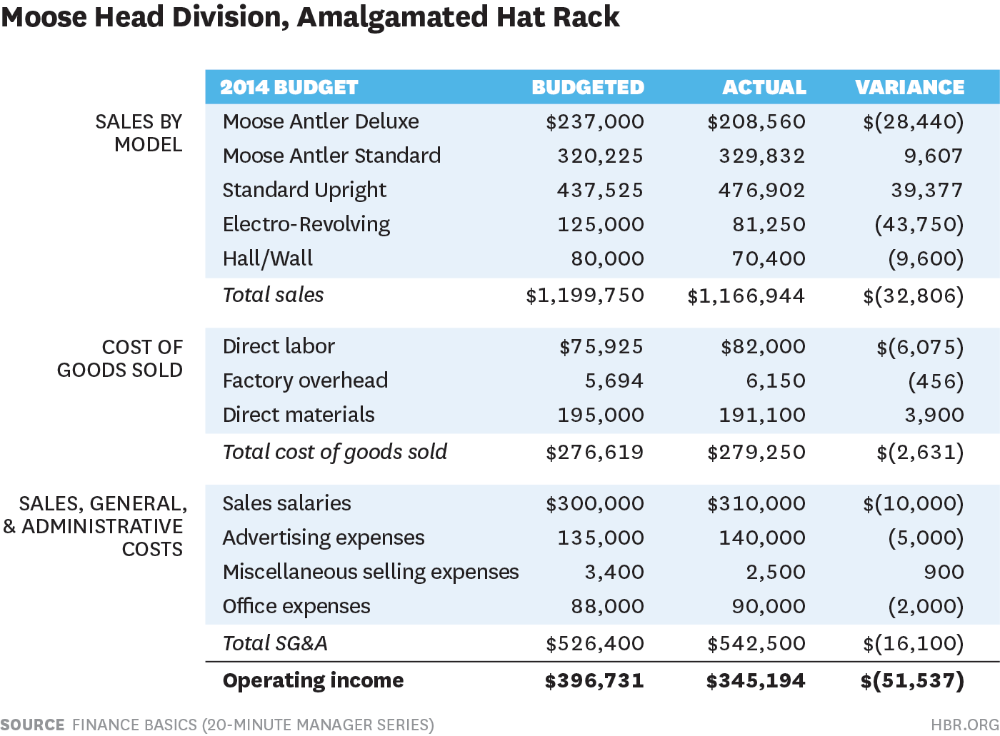 Moose Head Division, Amalgamated Hat Rack
2014 BUDGET BUDGETED ACTUAL VARIANCE
SALES BY
MODEL
Moose Antler Deluxe $237,000 $208,560 $(28,440)
Moose Antler Standard 320,225 329,832 9,607
Standard Upright 437,525 476,902 39,377
Electro-Revolving 125,000 81,250 (43,750)
Hall/Wall 80,000 70,400 (9,600)
Total sales $1,199,750 $1,166,944 $(32,806)
COST OF
GOODS SOLD
Direct labor $75,925 $82,000 $(6,075)
Factory overhead 5,694 6,150 (456)
Direct materials 195,000 191,100 3,900
Total cost of goods sold $276,619 $279,250 $(2,631)
SALES, GENERAL,
& ADMINISTRATIVE
COSTS
Sales salaries $300,000 $310,000 $(10,000)
Advertising expenses 135,000 140,000 (5,000)
Miscellaneous selling expenses 3,400 2,500 900
Office expenses 88,000 90,000 (2,000)
Total SG&A $526,400 $542,500 $(16,100)
Operating income $396,731 $345,194 $(51,537)
SOURCE FINANCE BASICS (20-MINUTE MANAGER SERIES) HBR.ORG